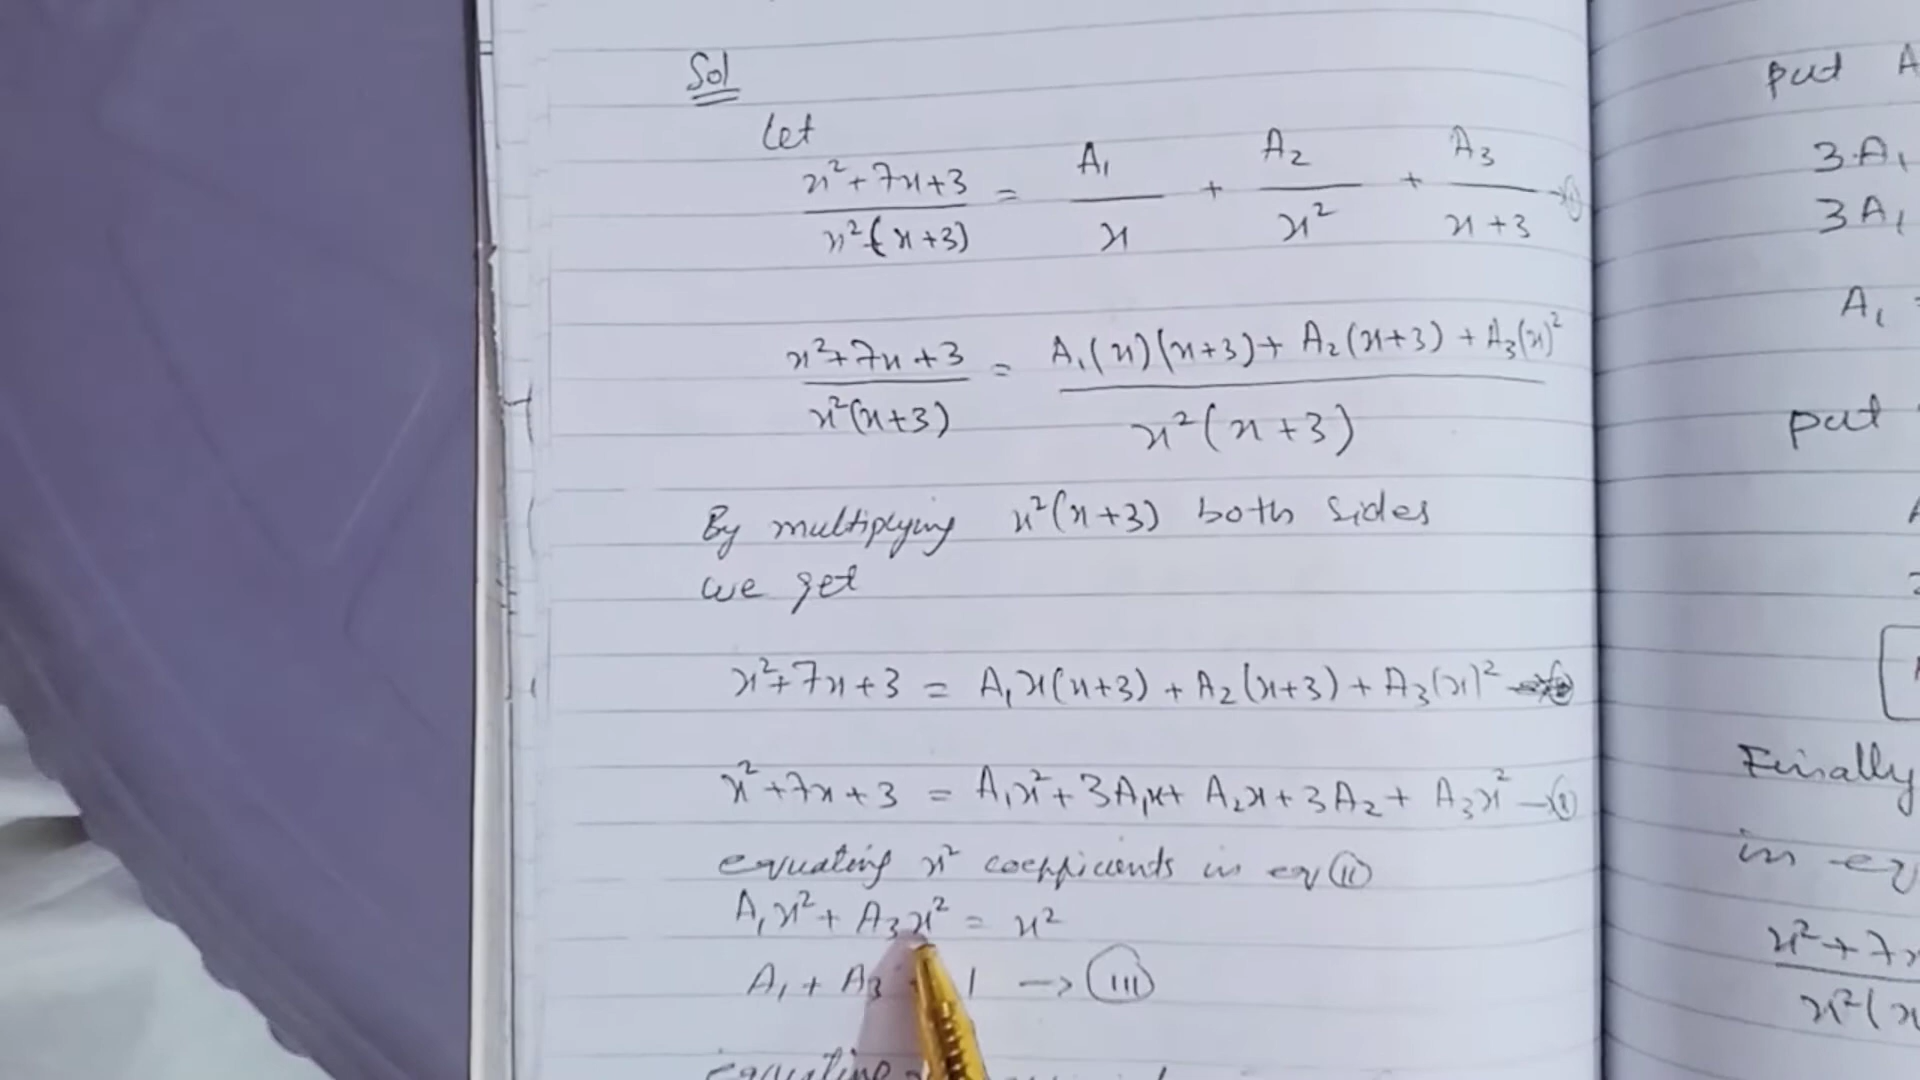 Sol
Let
x²+7x+3 / x²(x+3) = A₁ / x + A₂ / x² + A₃ / x+3
x²+7x+3 / x²(x+3) = A₁(x)(x+3)+ A₂(x+3) + A₃(x)² / x²(x+3)
By multiplying x²(x+3) both sides
we get
x²+7x+3 = A₁x(x+3) + A₂(x+3) + A₃(x)²
x²+7x+3 = A₁x²+3A₁x+ A₂x+3A₂+ A₃x²
equating x² coefficients in eq (ii)
A₁x²+ A₃x² = x²
A₁+ A₃ 1 → (iii)
equating
put A
3A₁
3A₁
A₁
put
Finally
in eq
x²+7x
x²(x